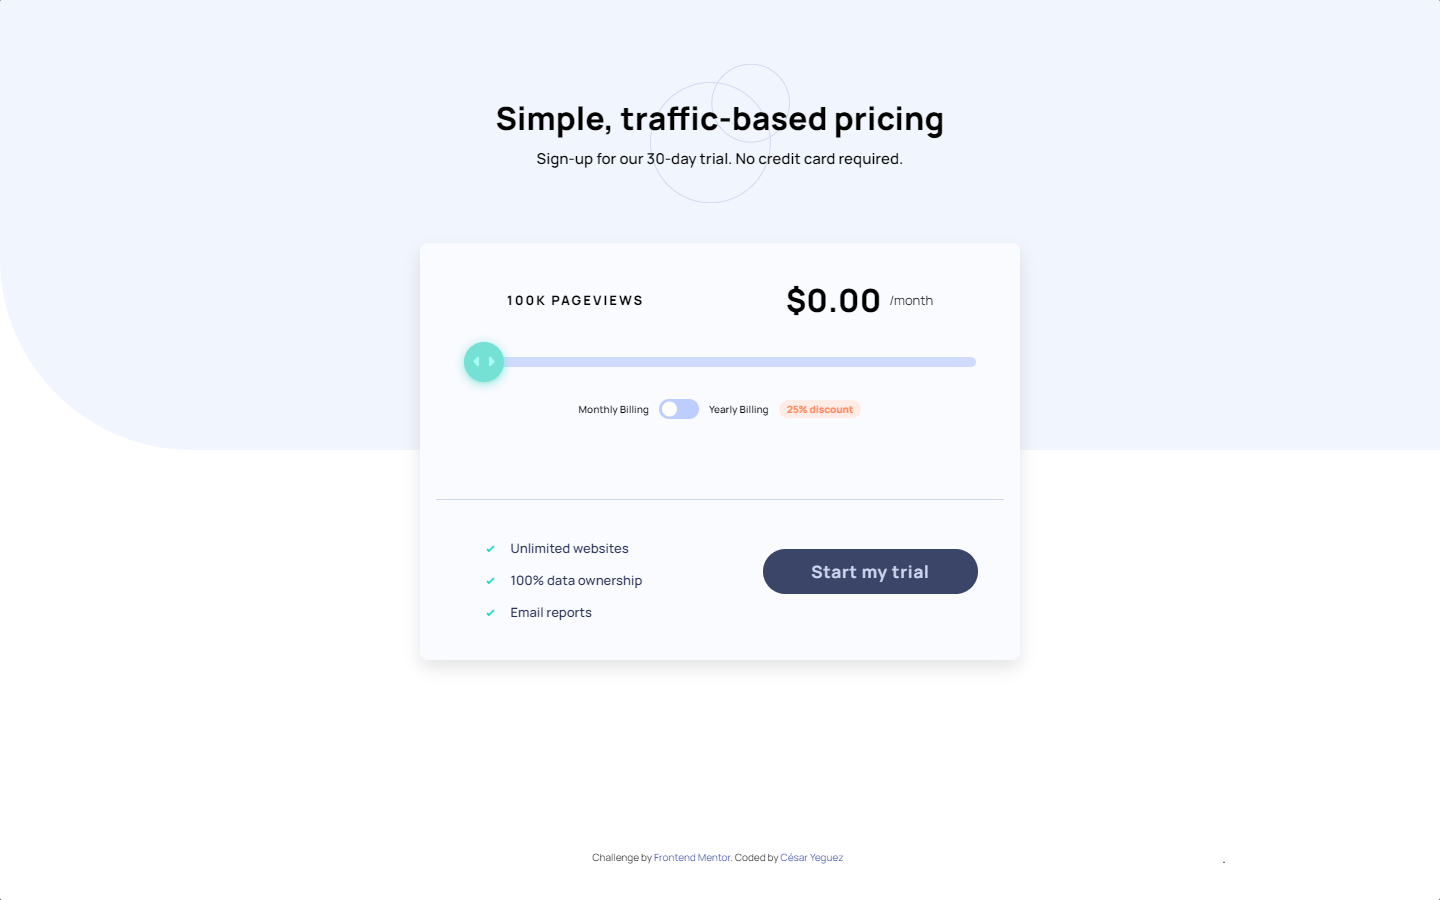 Simple, traffic-based pricing
Sign-up for our 30-day trial. No credit card required.
100K PAGEVIEWS
$0.00 /month
Monthly Billing Yearly Billing 25% discount
Unlimited websites
100% data ownership
Email reports
Start my trial
Challenge by Frontend Mentor. Coded by César Yeguez
.